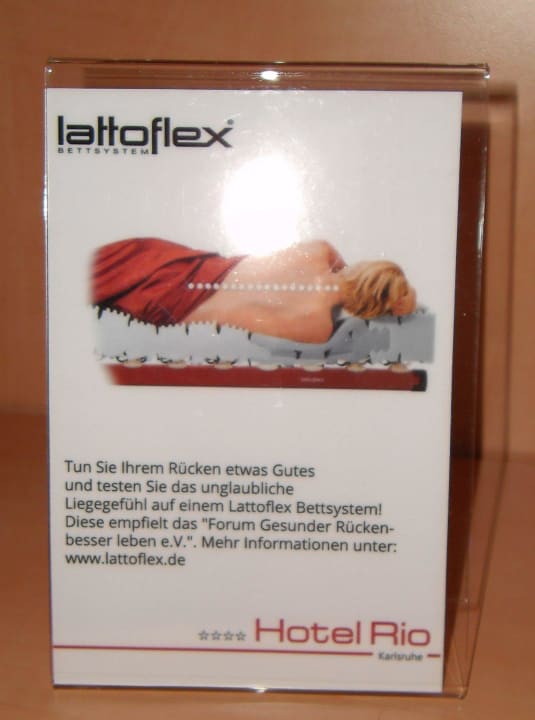 lattoflex®
BETTSYSTEM
Tun Sie Ihrem Rücken etwas Gutes
und testen Sie das unglaubliche
Liegegefühl auf einem Lattoflex Bettsystem!
Diese empfielt das "Forum Gesunder Rücken-
besser leben e.V.". Mehr Informationen unter:
www.lattoflex.de
☆☆☆☆ Hotel Rio
Karlsruhe